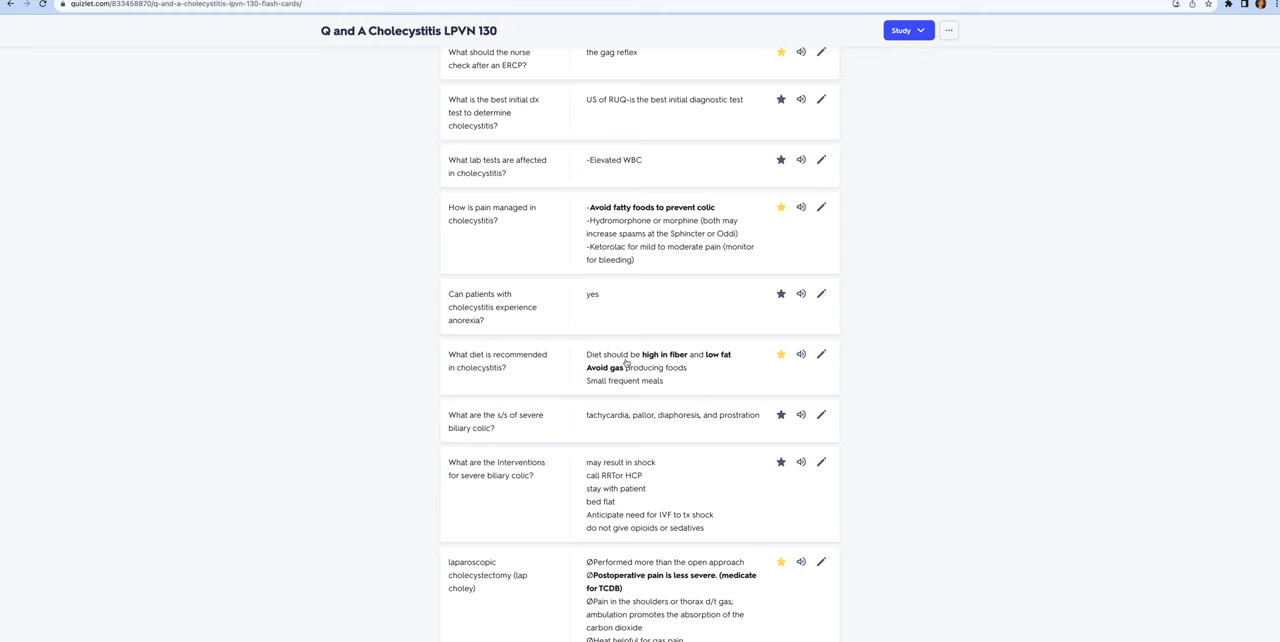 quizlet.com/833458870/q-and-a-cholecystitis-lpvn-130-flash-cards/
Q and A Cholecystitis LPVN 130
Study
What should the nurse
check after an ERCP?
the gag reflex
What is the best initial dx
test to determine
cholecystitis?
US of RUQ-is the best initial diagnostic test
What lab tests are affected
in cholecystitis?
-Elevated WBC
How is pain managed in
cholecystitis?
-Avoid fatty foods to prevent colic
-Hydromorphone or morphine (both may
increase spasms at the Sphincter or Oddi)
-Ketorolac for mild to moderate pain (monitor
for bleeding)
Can patients with
cholecystitis experience
anorexia?
yes
What diet is recommended
in cholecystitis?
Diet should be high in fiber and low fat
Avoid gas producing foods
Small frequent meals
What are the s/s of severe
biliary colic?
tachycardia, pallor, diaphoresis, and prostration
What are the Interventions
for severe biliary colic?
may result in shock
call RRTor HCP
stay with patient
bed flat
Anticipate need for IVF to tx shock
do not give opioids or sedatives
laparoscopic
cholecystectomy (lap
choley)
ØPerformed more than the open approach
ØPostoperative pain is less severe. (medicate
for TCDB)
ØPain in the shoulders or thorax d/t gas;
ambulation promotes the absorption of the
carbon dioxide
ØHeat helpful for gas pain